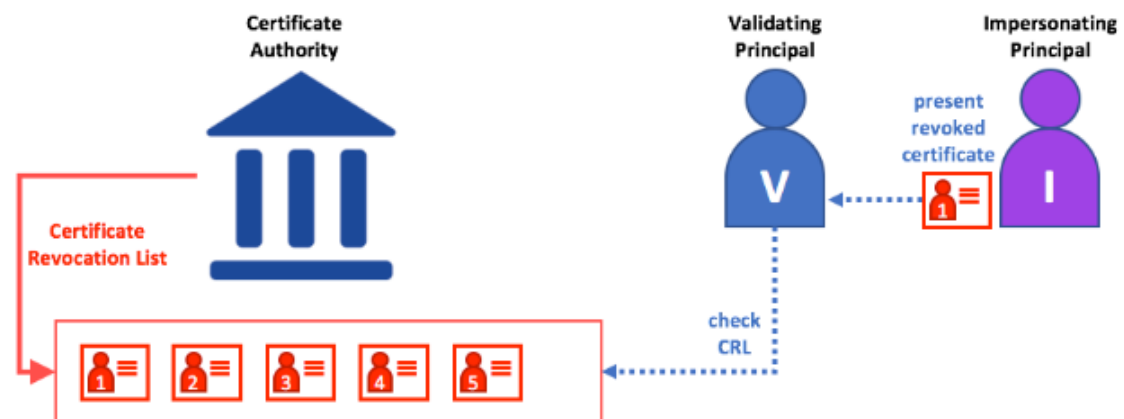 Certificate
Authority
Validating
Principal
Impersonating
Principal
present
revoked
certificate
V
1
I
Certificate
Revocation List
check
CRL
1 2 3 4 5